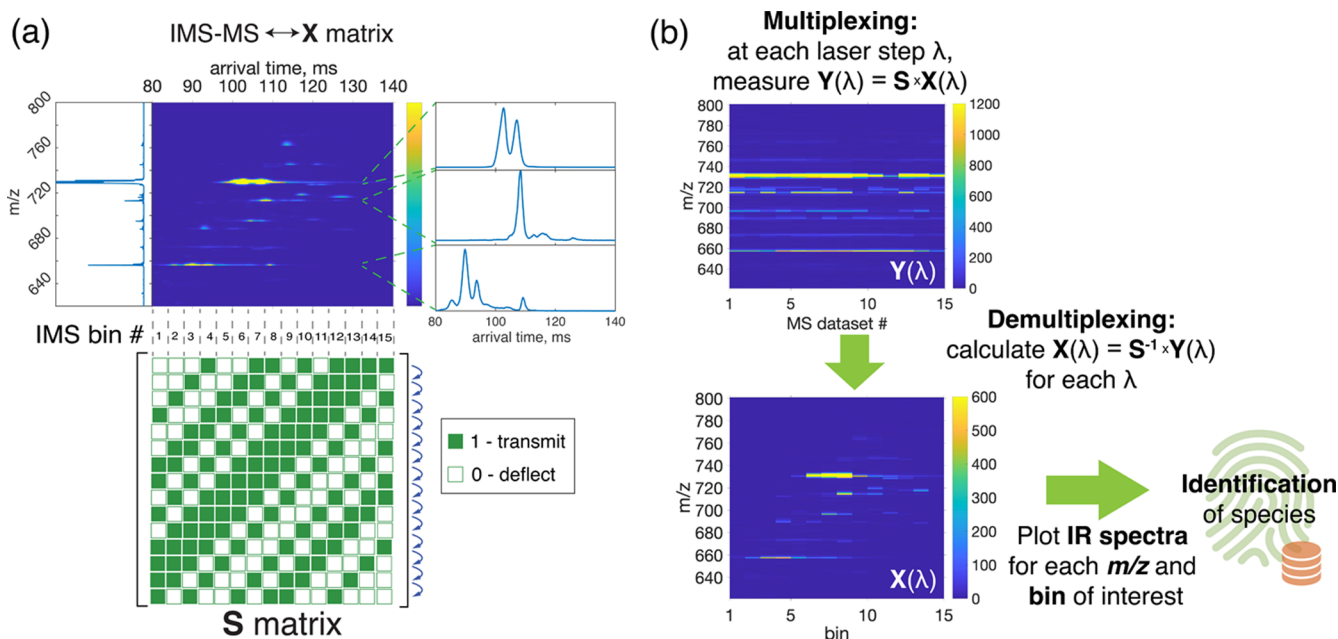 (a)
IMS-MS ↔ X matrix
arrival time, ms
80 90 100 110 120 130 140
800
760
720
680
640
m/z
80 100 120 140
arrival time, ms
IMS bin #
1 2 3 4 5 6 7 8 9 10 11 12 13 14 15
1 - transmit
0 - deflect
S matrix
(b)
Multiplexing:
at each laser step λ,
measure Y(λ) = S × X(λ)
800
780
760
740
720
700
680
660
640
m/z
1 5 10 15
MS dataset #
Y(λ)
1200
1000
800
600
400
200
0
Demultiplexing:
calculate X(λ) = S⁻¹ × Y(λ)
for each λ
800
780
760
740
720
700
680
660
640
m/z
1 5 10 15
bin
X(λ)
600
500
400
300
200
100
0
Plot IR spectra
for each m/z and
bin of interest
Identification
of species